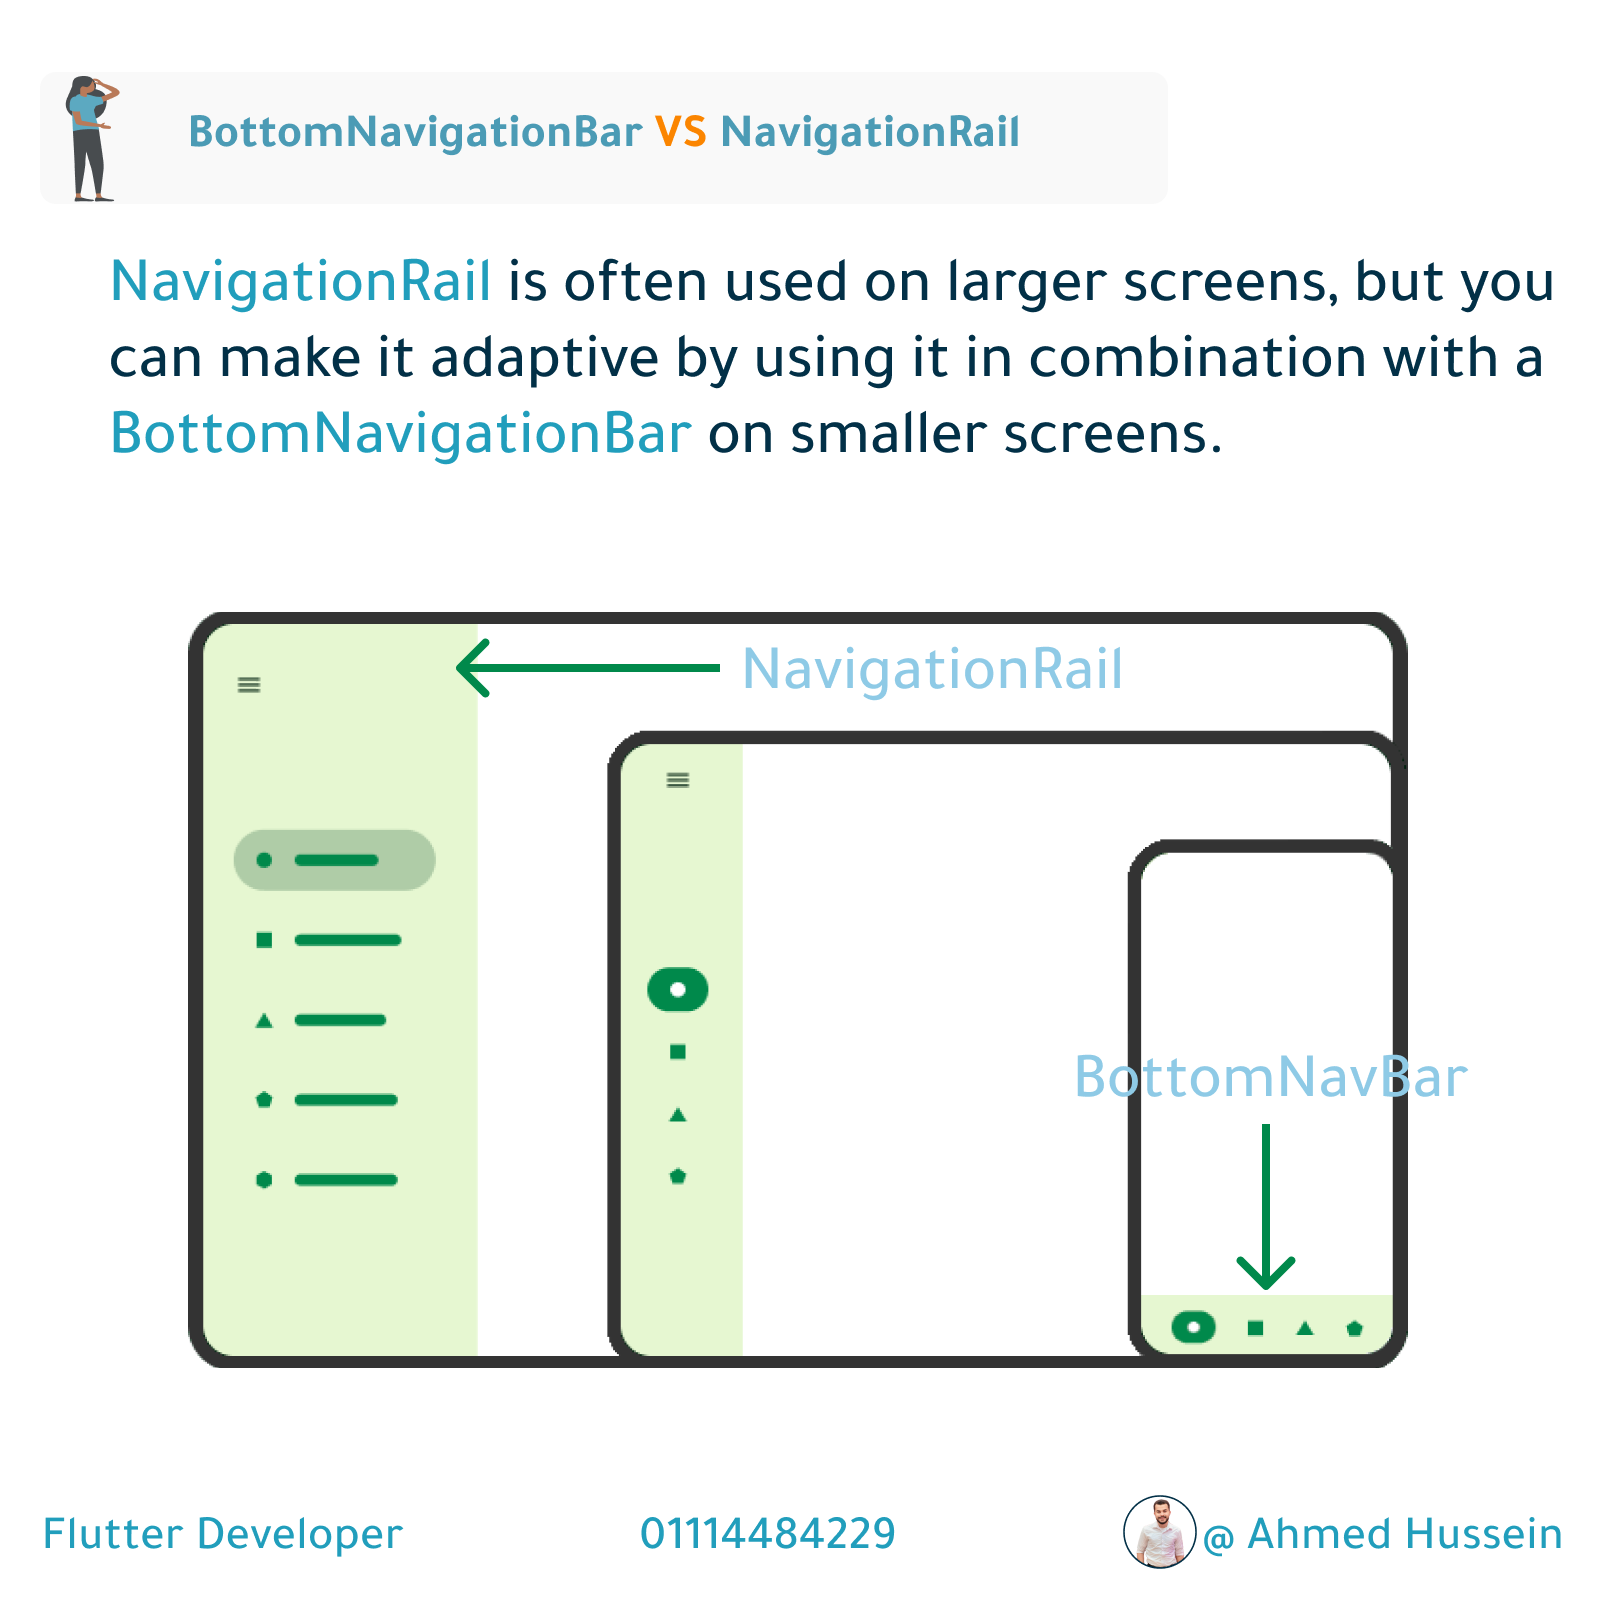 BottomNavigationBar VS NavigationRail
NavigationRail is often used on larger screens, but you
can make it adaptive by using it in combination with a
BottomNavigationBar on smaller screens.
NavigationRail
BottomNavBar
Flutter Developer
01114484229
@ Ahmed Hussein